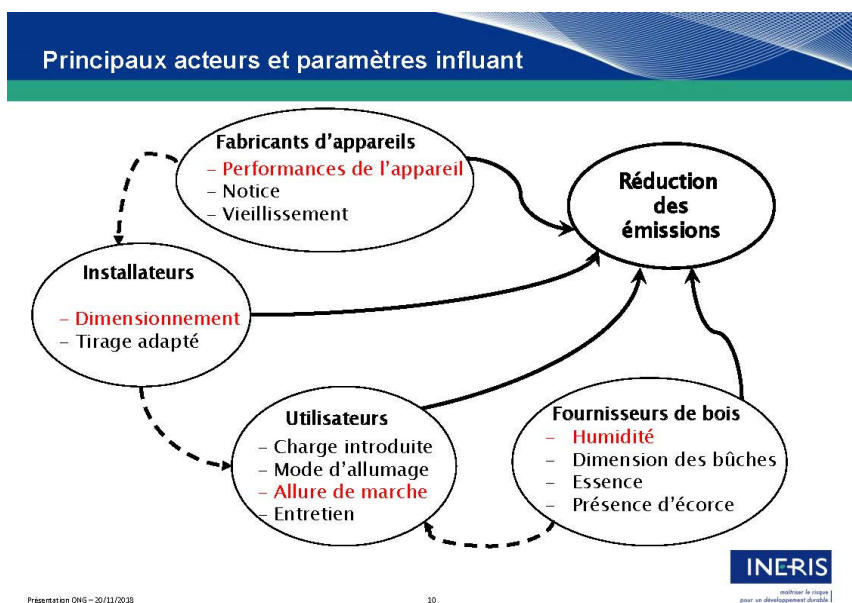 Principaux acteurs et paramètres influant
Fabricants d'appareils
– Performances de l'appareil
– Notice
– Vieillissement
Réduction
des
émissions
Installateurs
– Dimensionnement
– Tirage adapté
Utilisateurs
– Charge introduite
– Mode d'allumage
– Allure de marche
– Entretien
Fournisseurs de bois
– Humidité
– Dimension des bûches
– Essence
– Présence d'écorce
INERIS
maîtriser le risque
pour un développement durable
Présentation ONG – 20/11/2018
10